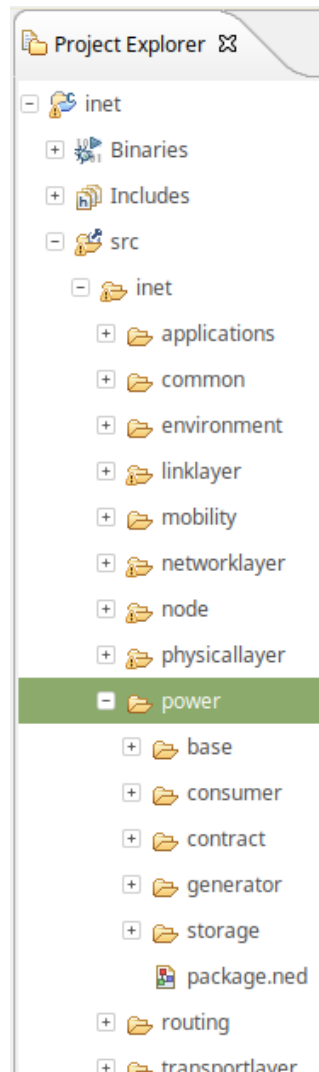 Project Explorer
inet
Binaries
Includes
src
inet
applications
common
environment
linklayer
mobility
networklayer
node
physicallayer
power
base
consumer
contract
generator
storage
package.ned
routing
transportlayer